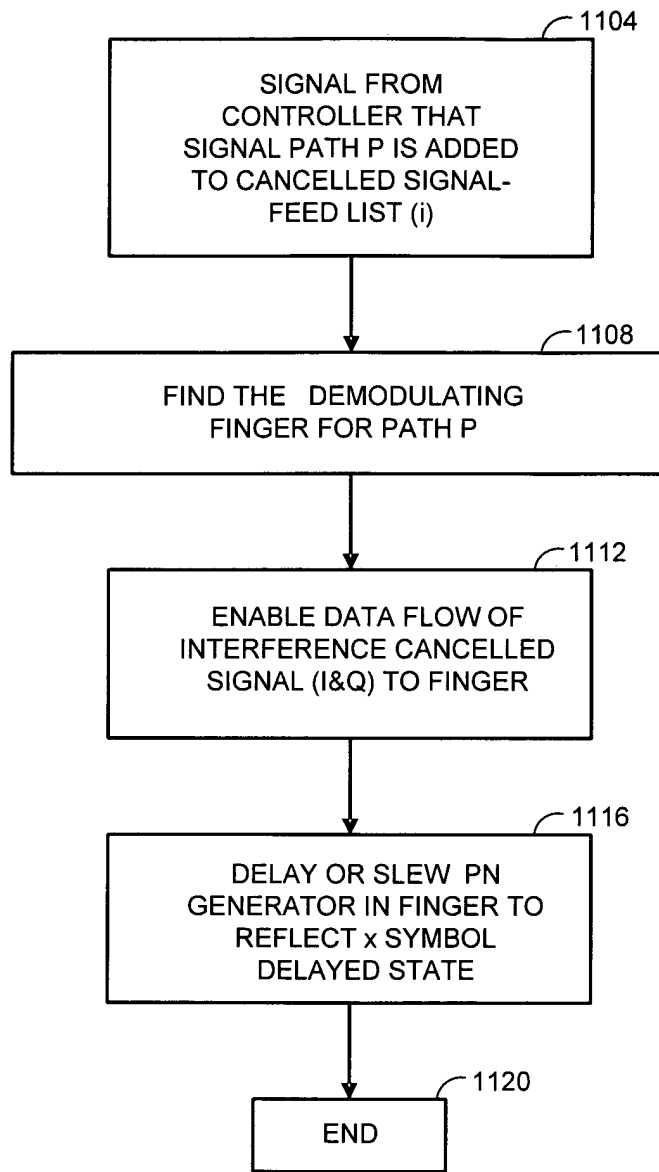 1104
SIGNAL FROM
CONTROLLER THAT
SIGNAL PATH P IS ADDED
TO CANCELLED SIGNAL-
FEED LIST (i)
1108
FIND THE DEMODULATING
FINGER FOR PATH P
1112
ENABLE DATA FLOW OF
INTERFERENCE CANCELLED
SIGNAL (I&Q) TO FINGER
1116
DELAY OR SLEW PN
GENERATOR IN FINGER TO
REFLECT x SYMBOL
DELAYED STATE
1120
END